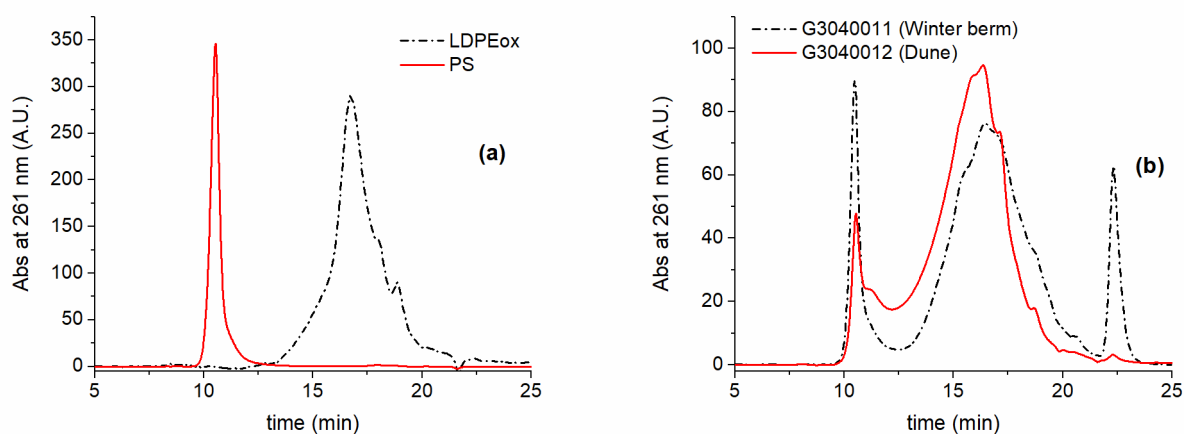 LDPEox
PS
(a)
Abs at 261 nm (A.U.)
350
300
250
200
150
100
50
0
5 10 15 20 25
time (min)
G3040011 (Winter berm)
G3040012 (Dune)
(b)
Abs at 261 nm (A.U.)
100
80
60
40
20
0
5 10 15 20 25
time (min)